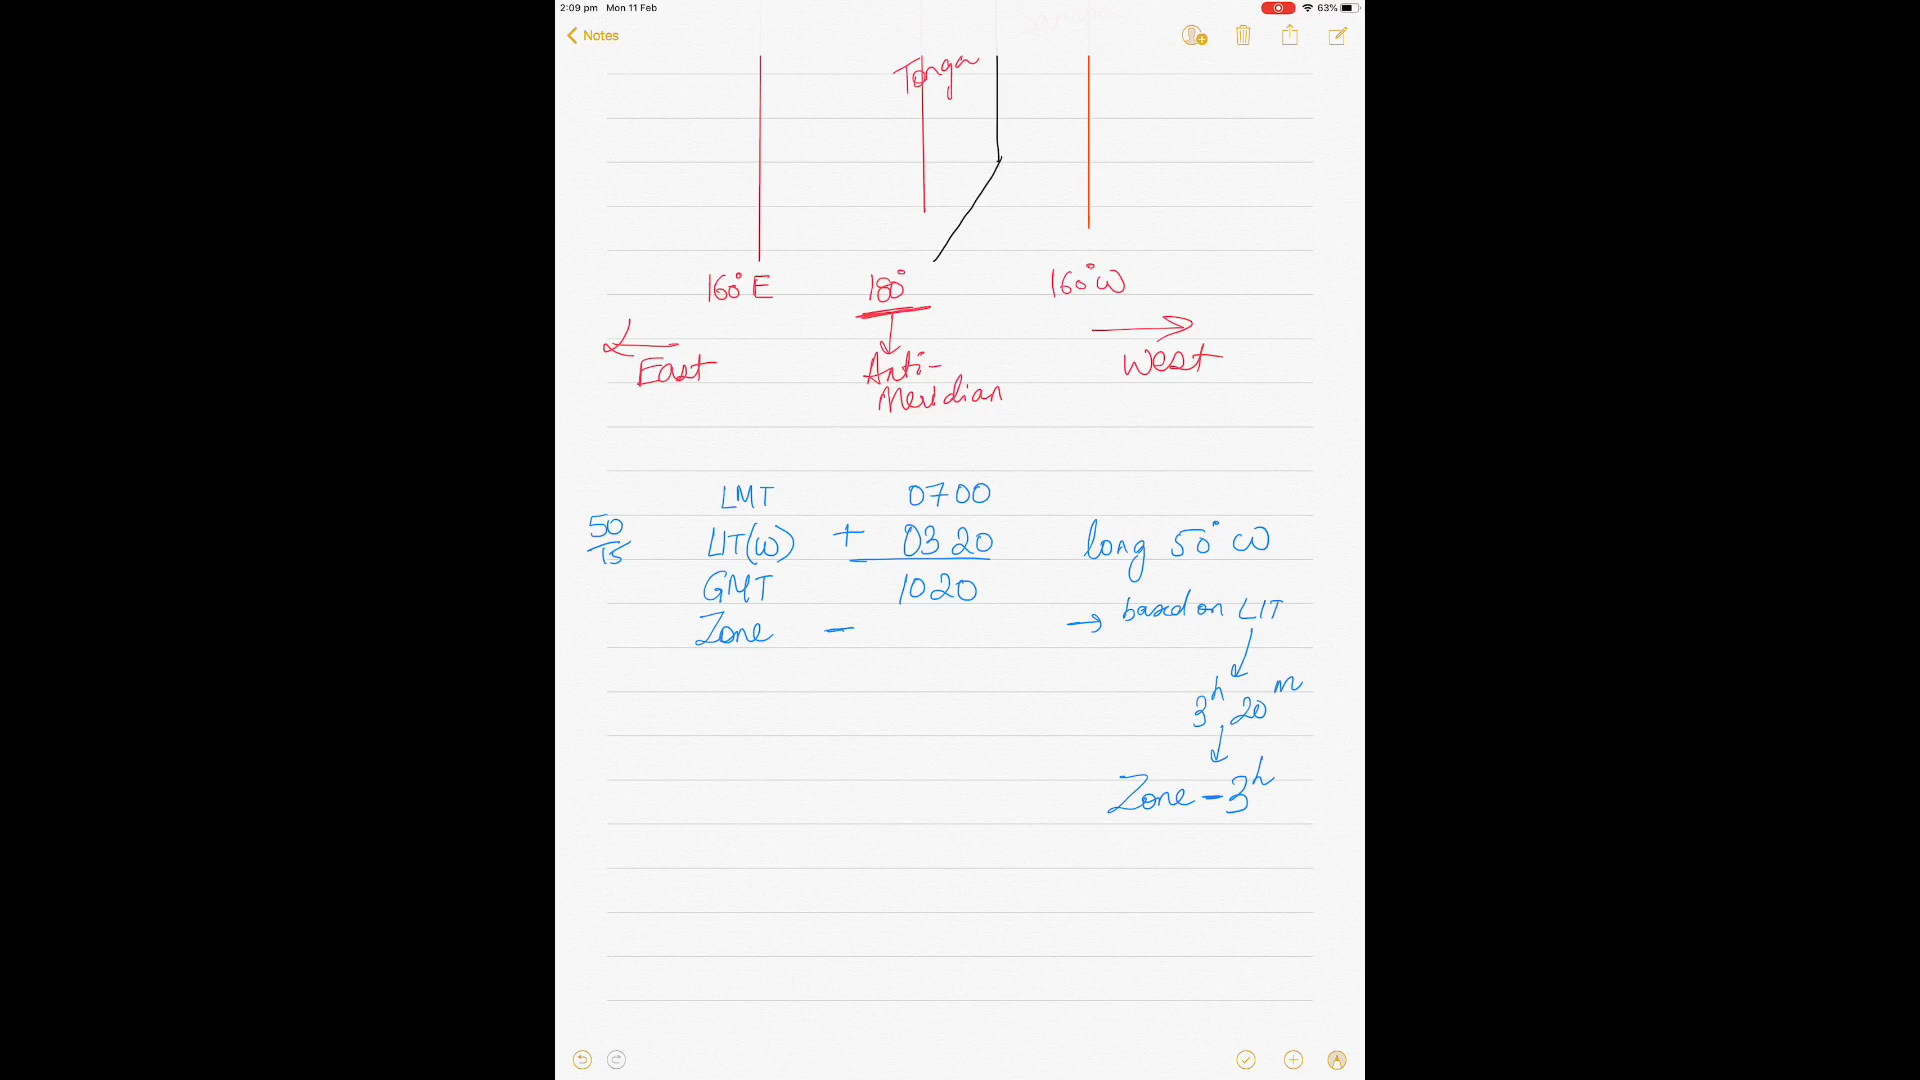 2:09 pm Mon 11 Feb 63%
Notes
Tonga
160° E 180° 160° W
East Anti- West
Meridian
LMT 0700
50 LIT(W) + 03 20 long 50° W
15
GMT 1020
Zone - → based on LIT
3h 20m
Zone - 3h